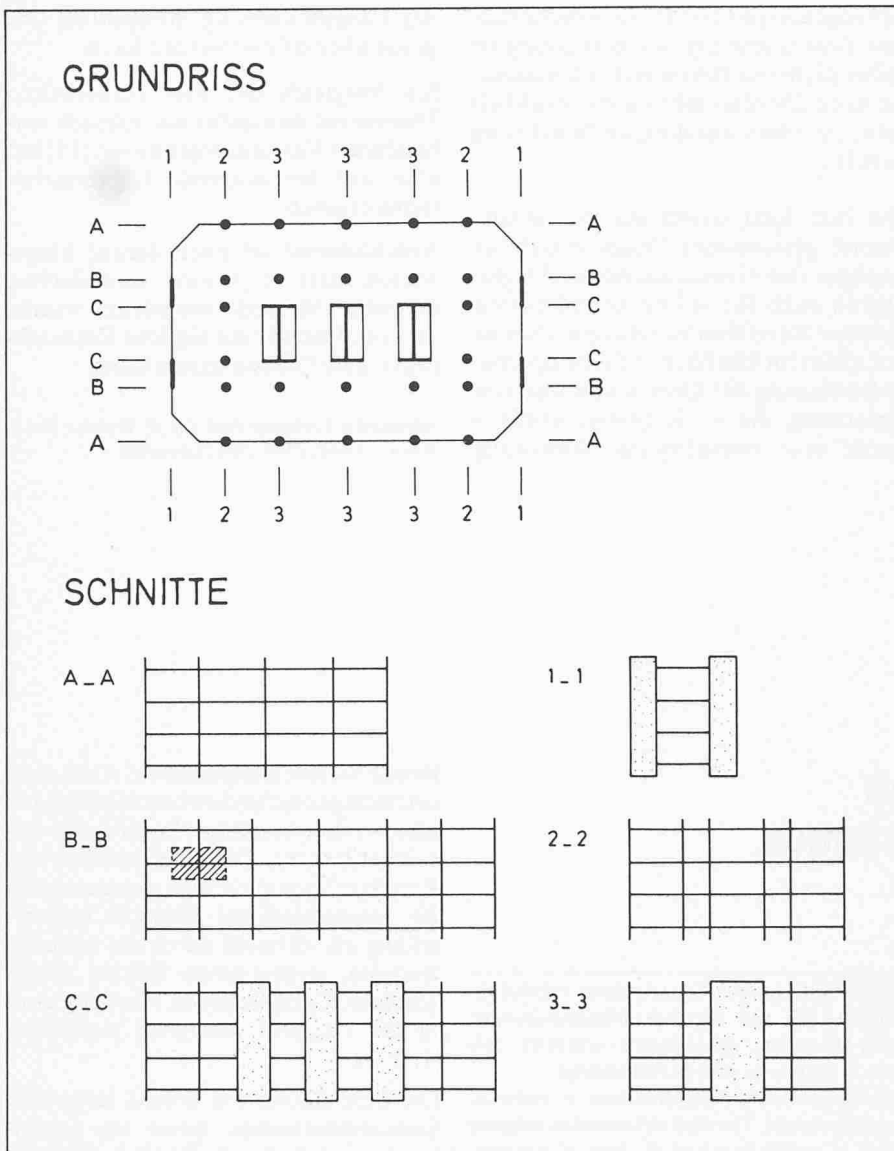 GRUNDRISS
1 2 3 3 3 2 1
A A
B B
C C
C C
B B
A A
1 2 3 3 3 2 1
SCHNITTE
A_A 1_1
B_B 2_2
C_C 3_3